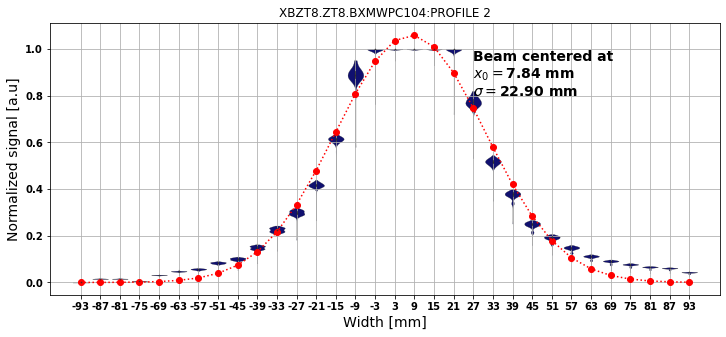 XBZT8.ZT8.BXMWPC104:PROFILE 2
Normalized signal [a.u]
1.0
0.8
0.6
0.4
0.2
0.0
Beam centered at
x₀ = 7.84 mm
σ = 22.90 mm
-93 -87 -81 -75 -69 -63 -57 -51 -45 -39 -33 -27 -21 -15 -9 -3 3 9 15 21 27 33 39 45 51 57 63 69 75 81 87 93
Width [mm]